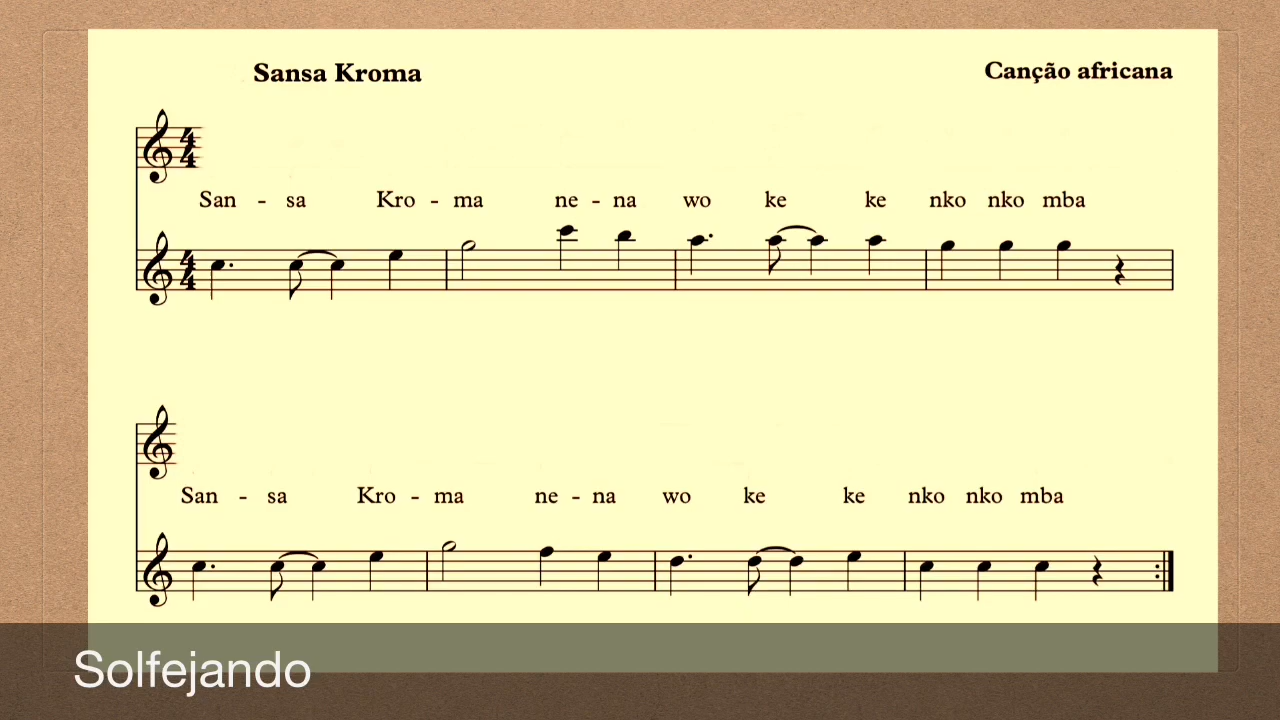 Sansa Kroma
Canção africana
San - sa Kro - ma ne - na wo ke ke nko nko mba
San - sa Kro - ma ne - na wo ke ke nko nko mba
Solfejando